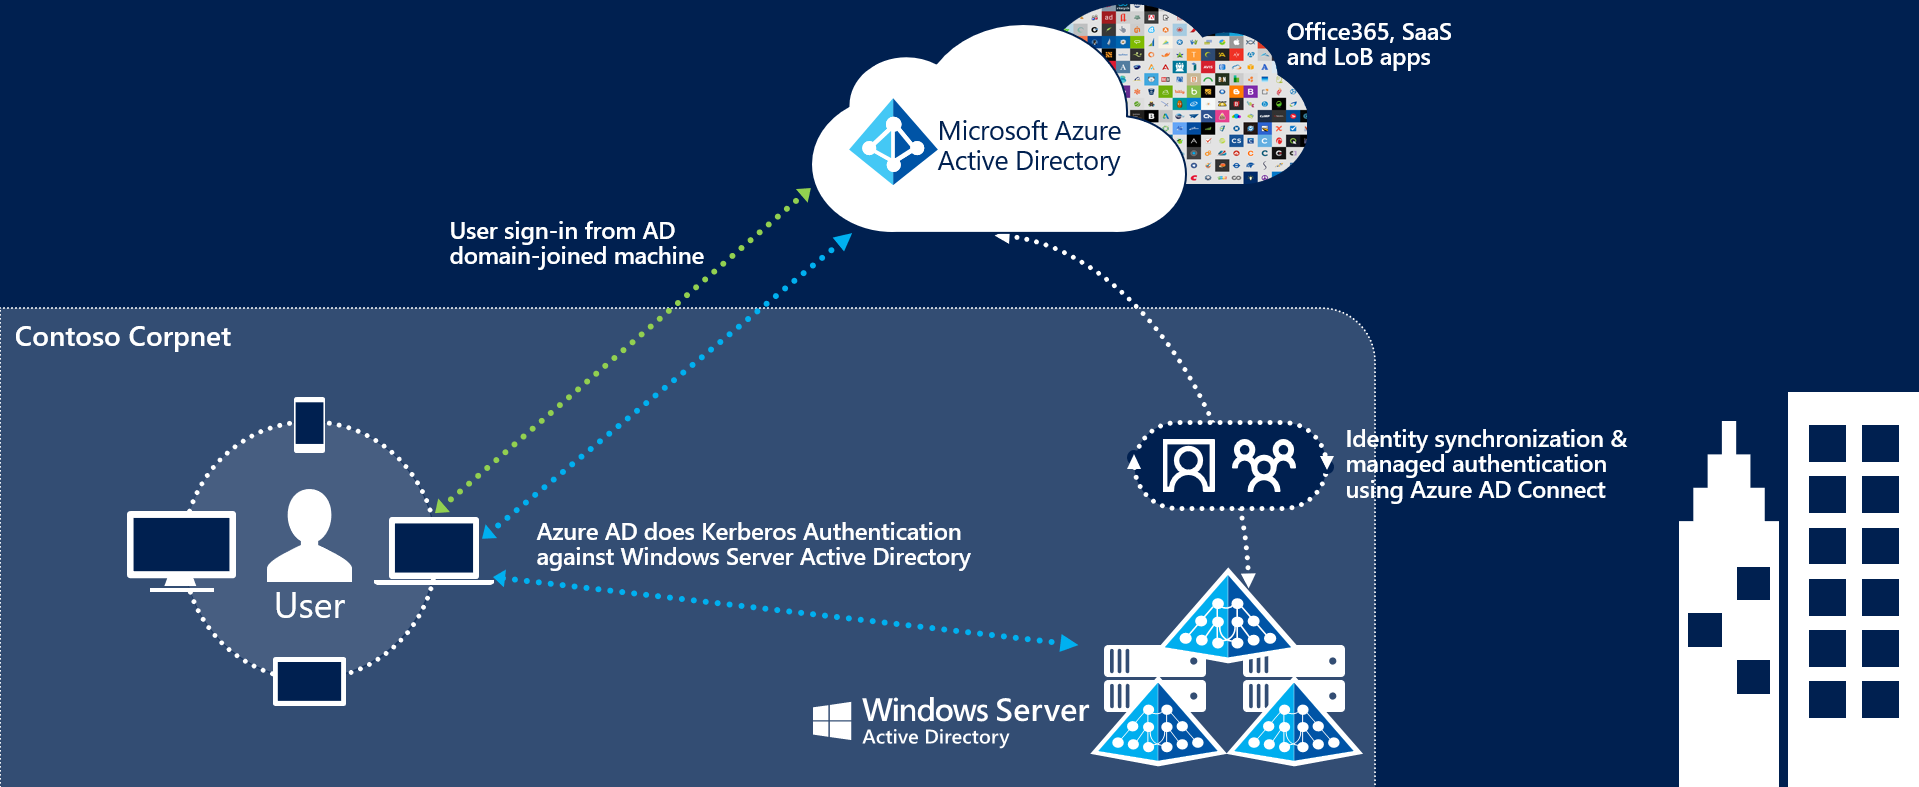 Office365, SaaS
and LoB apps
Microsoft Azure
Active Directory
User sign-in from AD
domain-joined machine
Contoso Corpnet
Identity synchronization &
managed authentication
using Azure AD Connect
Azure AD does Kerberos Authentication
against Windows Server Active Directory
User
Windows Server
Active Directory